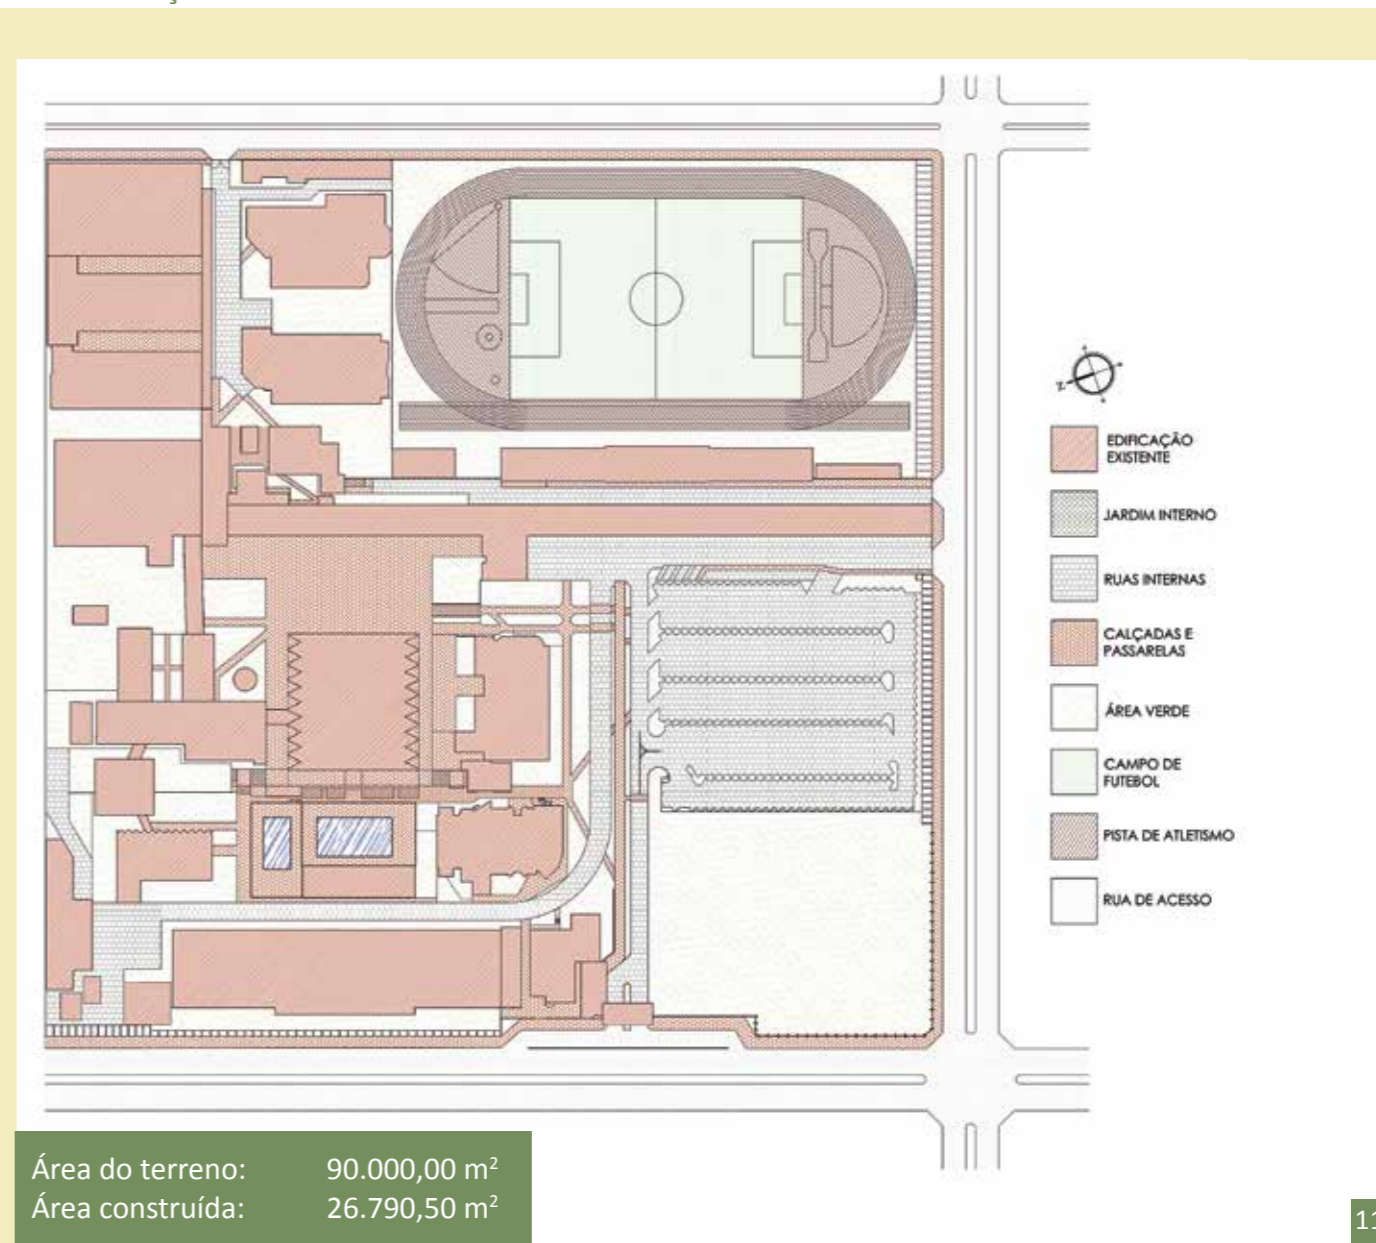 EDIFICAÇÃO
EXISTENTE
JARDIM INTERNO
RUAS INTERNAS
CALÇADAS E
PASSARELAS
ÁREA VERDE
CAMPO DE
FUTEBOL
PISTA DE ATLETISMO
RUA DE ACESSO
Área do terreno: 90.000,00 m²
Área construída: 26.790,50 m²
11